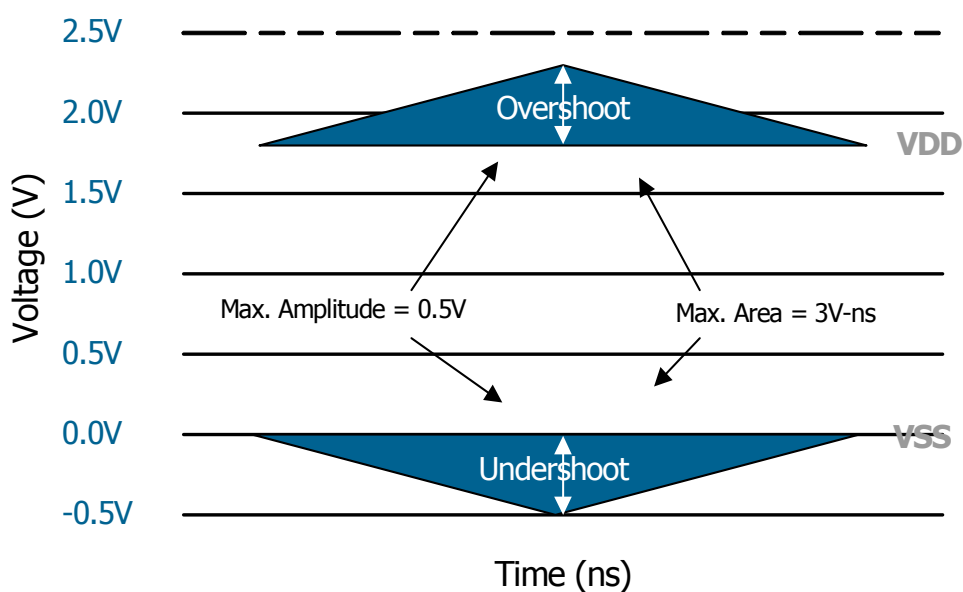 2.5V
Overshoot
2.0V
VDD
1.5V
Voltage (V)
1.0V
Max. Amplitude = 0.5V
Max. Area = 3V-ns
0.5V
0.0V
VSS
Undershoot
-0.5V
Time (ns)